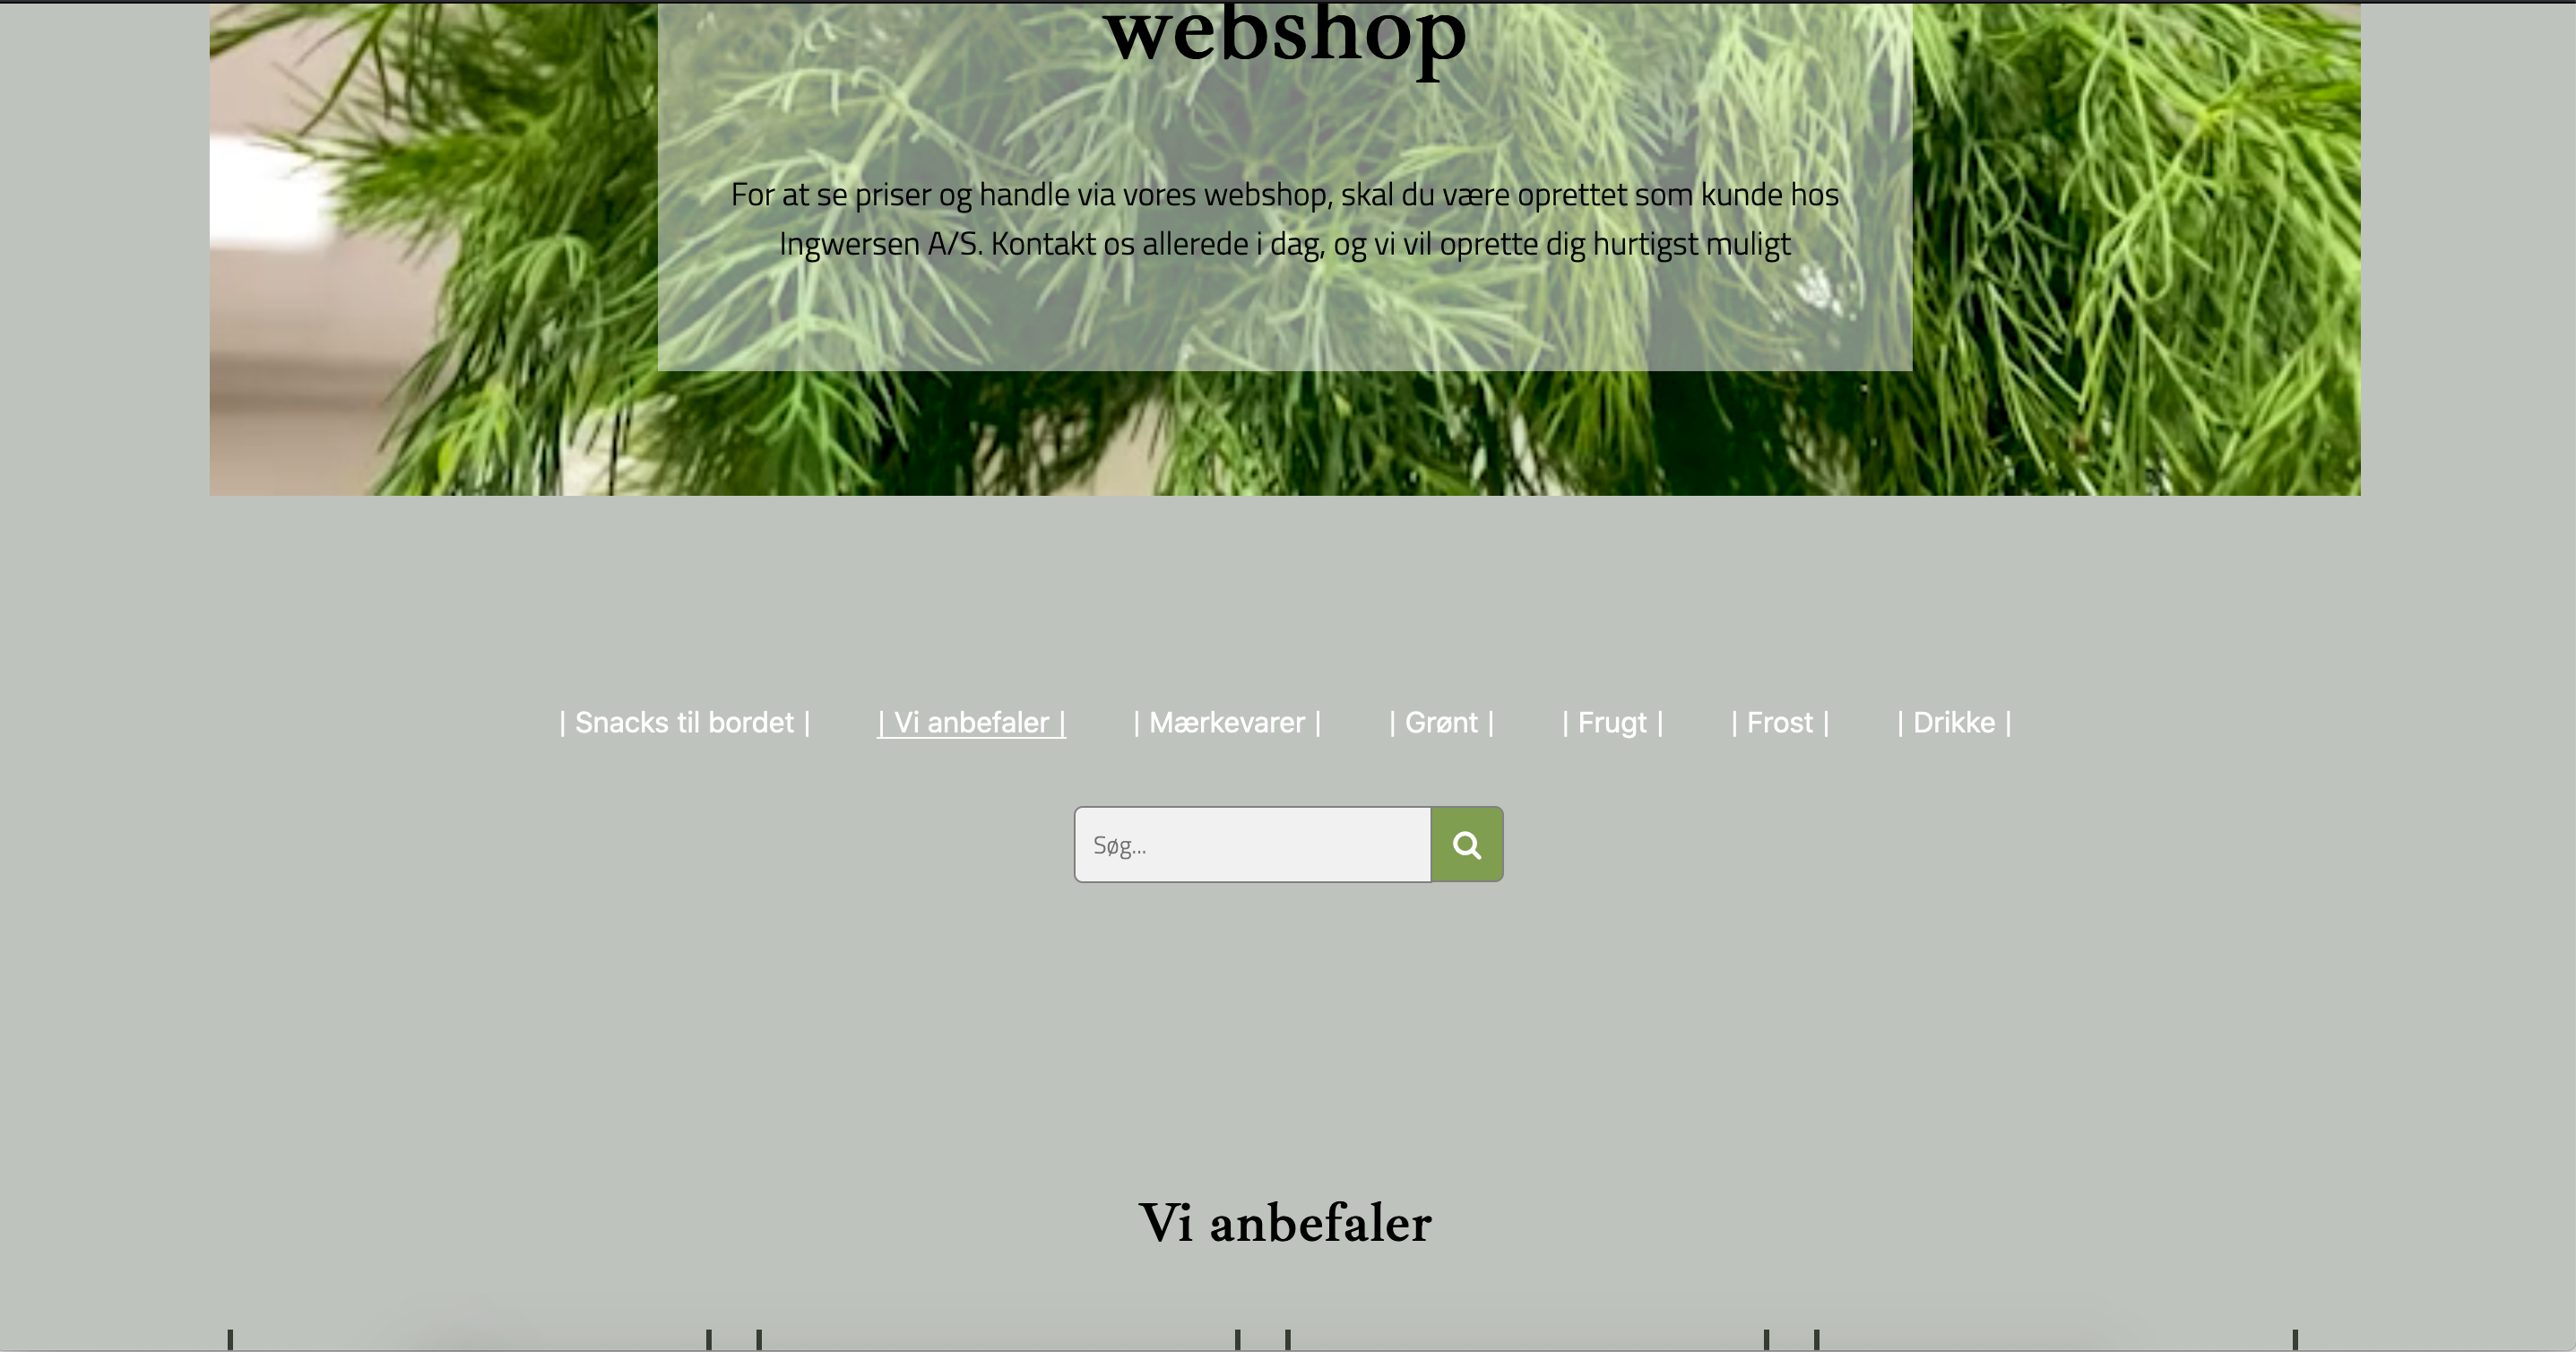 webshop
For at se priser og handle via vores webshop, skal du være oprettet som kunde hos
Ingwersen A/S. Kontakt os allerede i dag, og vi vil oprette dig hurtigst muligt
| Snacks til bordet | | Vi anbefaler | | Mærkevarer | | Grønt | | Frugt | | Frost | | Drikke |
Søg...
Vi anbefaler